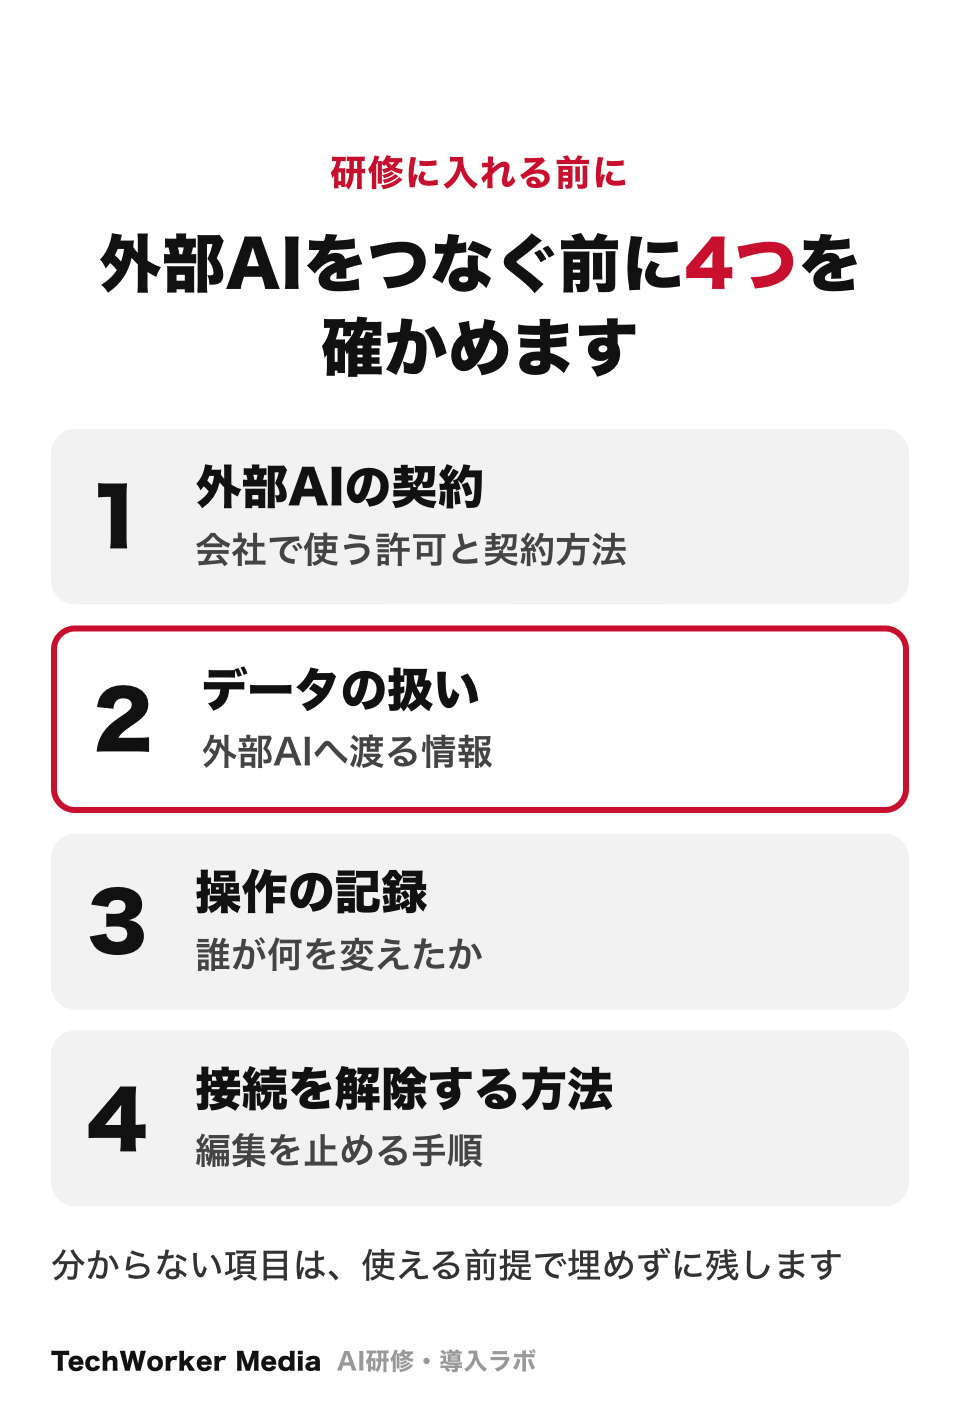 研修に入れる前に
外部AIをつなぐ前に4つを
確かめます
1
外部AIの契約
会社で使う許可と契約方法
2
データの扱い
外部AIへ渡る情報
3
操作の記録
誰が何を変えたか
4
接続を解除する方法
編集を止める手順
分からない項目は、使える前提で埋めずに残します
TechWorker Media AI研修・導入ラボ